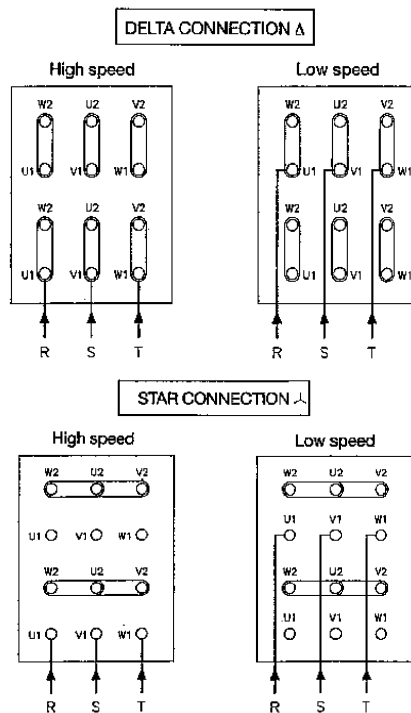 DELTA CONNECTION Δ
High speed Low speed
W2 U2 V2 W2 U2 V2
U1 V1 W1 U1 V1 W1
W2 U2 V2 W2 U2 V2
U1 V1 W1 U1 V1 W1
R S T R S T
STAR CONNECTION ⅄
High speed Low speed
W2 U2 V2 W2 U2 V2
U1 V1 W1 U1 V1 W1
W2 U2 V2 W2 U2 V2
U1 V1 W1 U1 V1 W1
R S T R S T